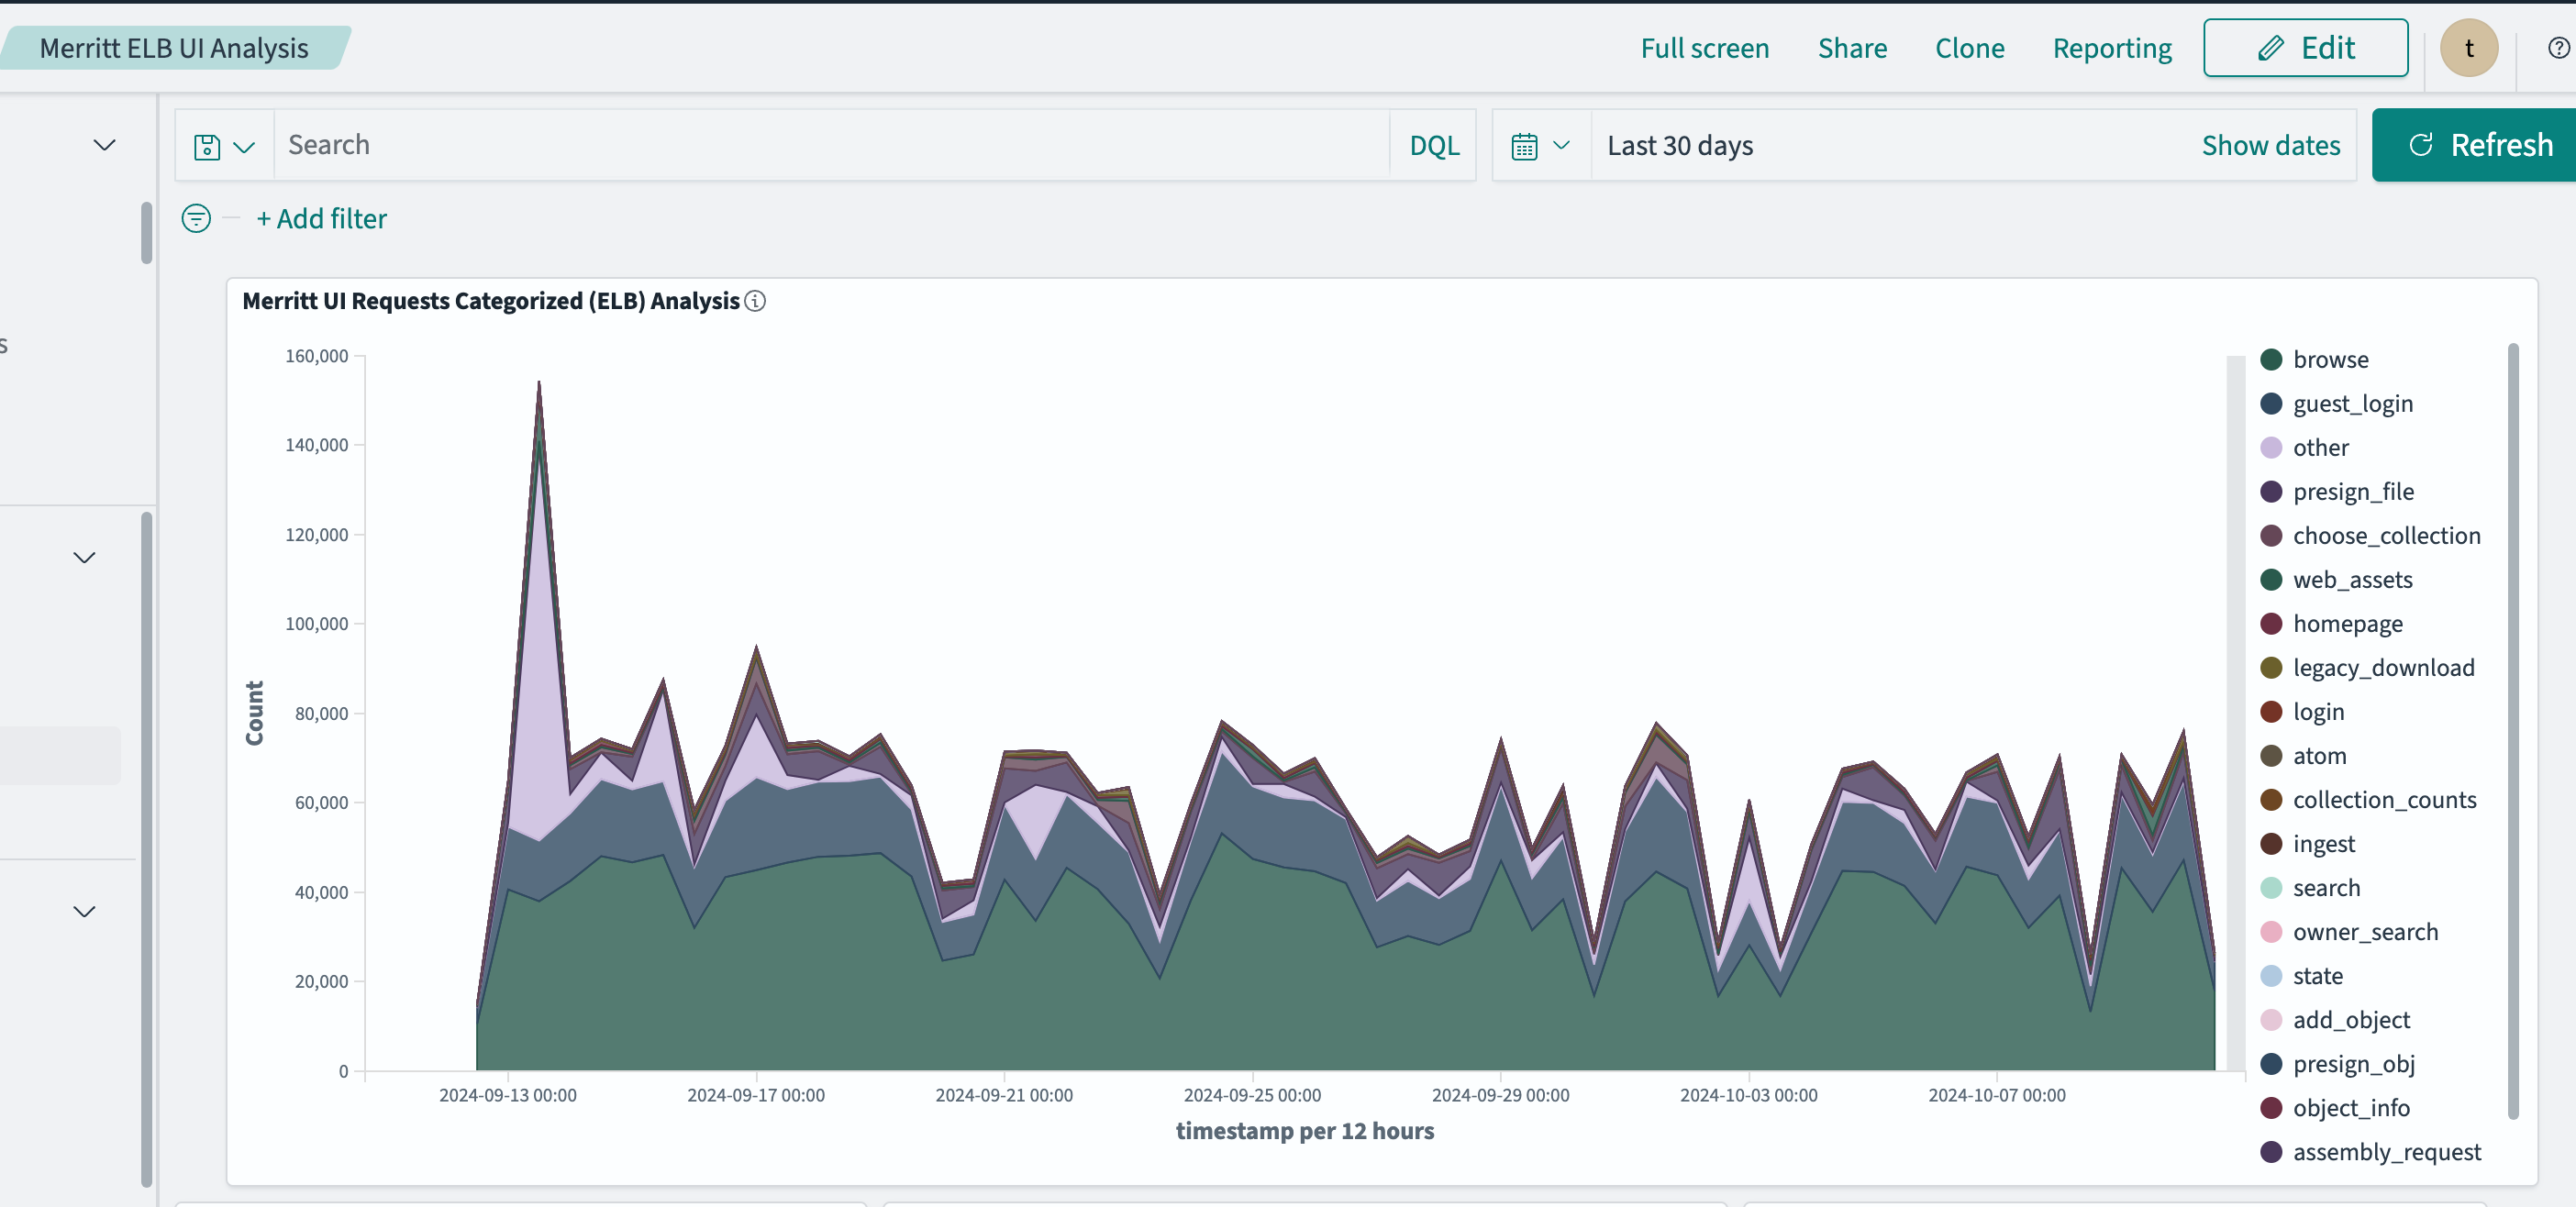 Merritt ELB UI Analysis
Full screen
Share
Clone
Reporting
Edit
t
s
Search
DQL
Last 30 days
Show dates
Refresh
+ Add filter
Merritt UI Requests Categorized (ELB) Analysis
160,000
140,000
120,000
100,000
80,000
60,000
40,000
20,000
0
Count
2024-09-13 00:00
2024-09-17 00:00
2024-09-21 00:00
2024-09-25 00:00
2024-09-29 00:00
2024-10-03 00:00
2024-10-07 00:00
timestamp per 12 hours
browse
guest_login
other
presign_file
choose_collection
web_assets
homepage
legacy_download
login
atom
collection_counts
ingest
search
owner_search
state
add_object
presign_obj
object_info
assembly_request